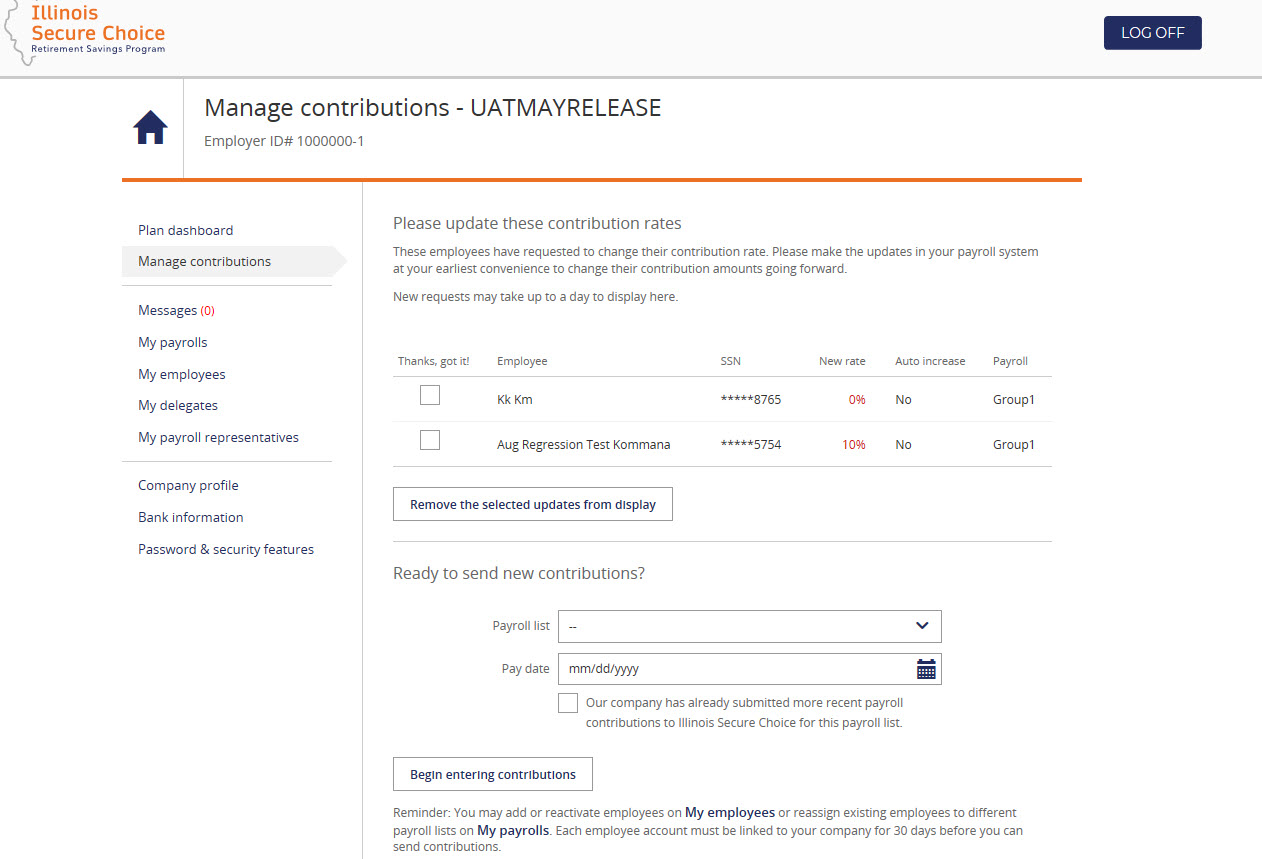 Illinois
Secure Choice
Retirement Savings Program
LOG OFF
Manage contributions - UATMAYRELEASE
Employer ID# 1000000-1
Plan dashboard
Manage contributions
Messages (0)
My payrolls
My employees
My delegates
My payroll representatives
Company profile
Bank information
Password & security features
Please update these contribution rates
These employees have requested to change their contribution rate. Please make the updates in your payroll system
at your earliest convenience to change their contribution amounts going forward.
New requests may take up to a day to display here.
Thanks, got it! Employee SSN New rate Auto increase Payroll
Kk Km *****8765 0% No Group1
Aug Regression Test Kommana *****5754 10% No Group1
Remove the selected updates from display
Ready to send new contributions?
Payroll list --
Pay date mm/dd/yyyy
Our company has already submitted more recent payroll
contributions to Illinois Secure Choice for this payroll list.
Begin entering contributions
Reminder: You may add or reactivate employees on My employees or reassign existing employees to different
payroll lists on My payrolls. Each employee account must be linked to your company for 30 days before you can
send contributions.